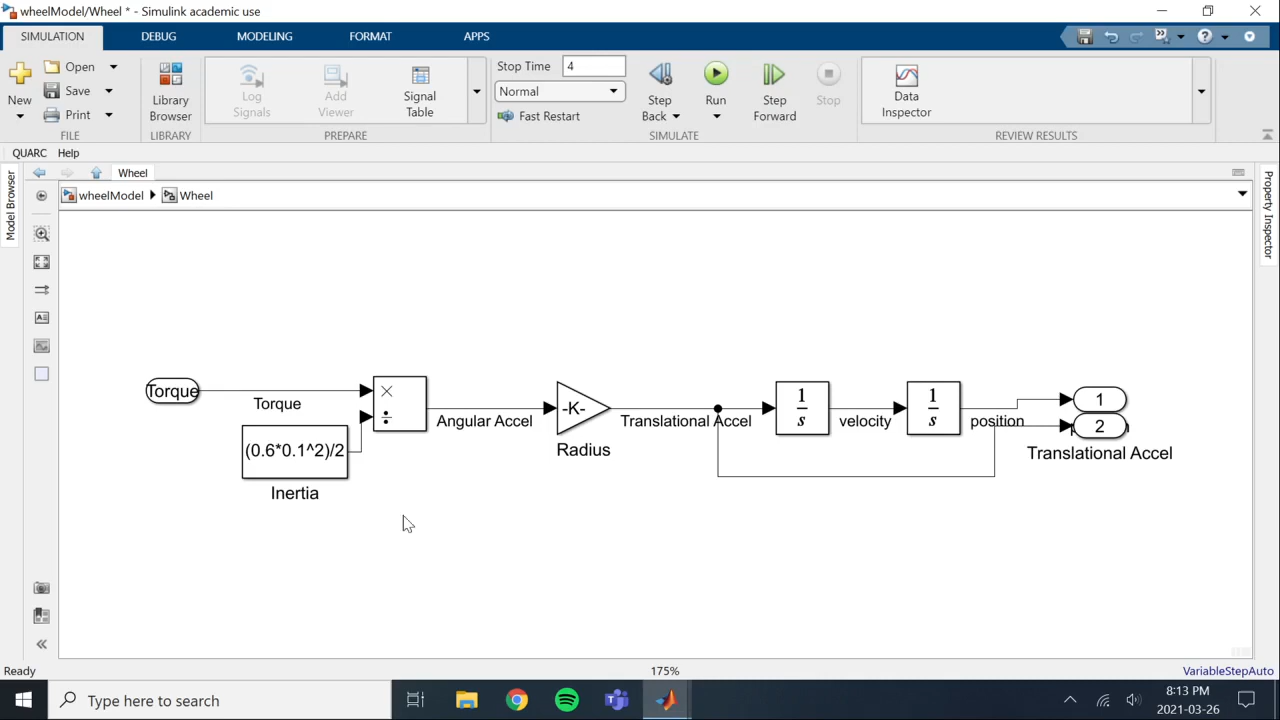 wheelModel/Wheel * - Simulink academic use
SIMULATION DEBUG MODELING FORMAT APPS
New
Open
Save
Print
FILE
Library Browser
LIBRARY
Log Signals
Add Viewer
Signal Table
PREPARE
Stop Time 4
Normal
Fast Restart
Step Back
Run
Step Forward
Stop
SIMULATE
Data Inspector
REVIEW RESULTS
QUARC Help
Model Browser
Property Inspector
Wheel
wheelModel Wheel
Torque
Torque
(0.6*0.1^2)/2
Inertia
×
÷
Angular Accel
-K-
Radius
Translational Accel
1
s
velocity
1
s
position
1
2
Translational Accel
Ready
175%
VariableStepAuto
Type here to search
8:13 PM
2021-03-26